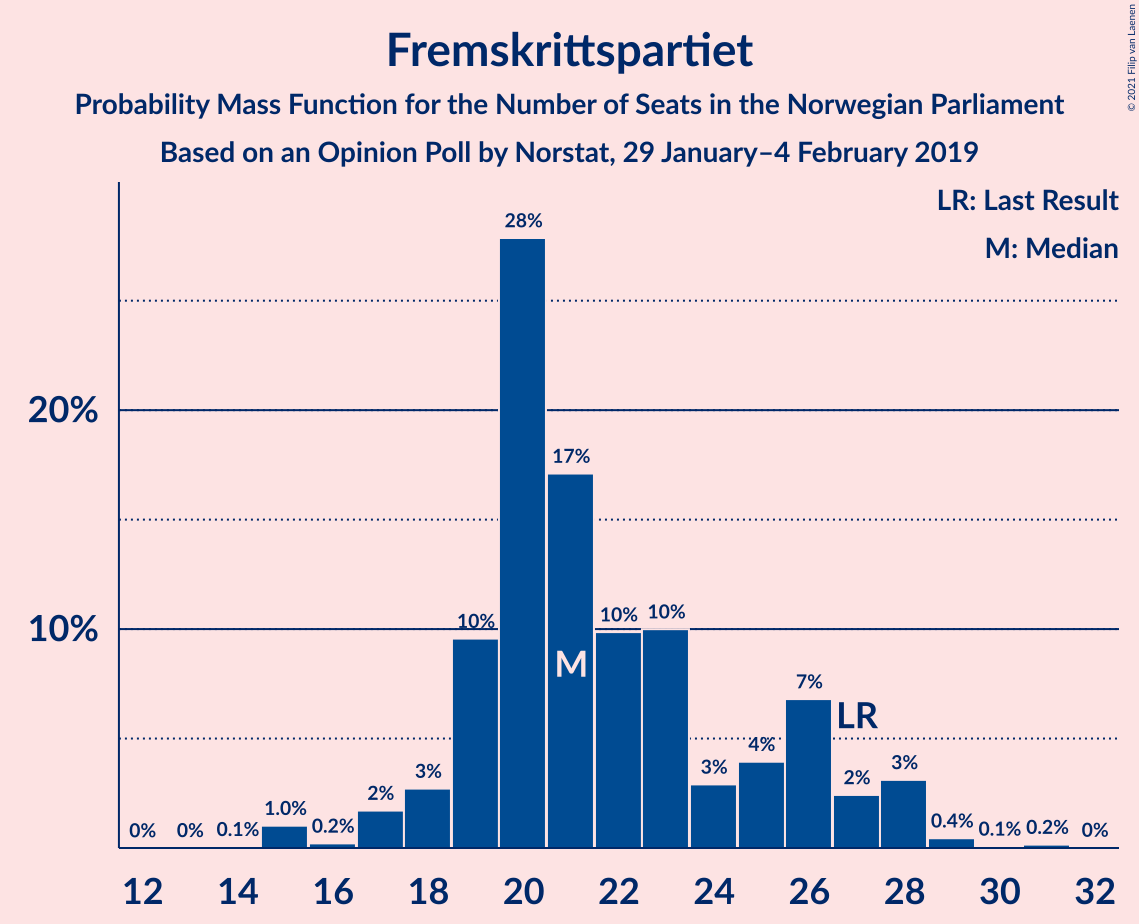 Fremskrittspartiet
Probability Mass Function for the Number of Seats in the Norwegian Parliament
Based on an Opinion Poll by Norstat, 29 January–4 February 2019
© 2021 Filip van Laenen
LR: Last Result
M: Median
28%
20%
17%
10%
10% 10% 10%
M
7%
LR
4%
3% 3% 2% 3%
2%
1.0%
0% 0% 0.1% 0.2% 0.4% 0.1% 0.2% 0%
12 14 16 18 20 22 24 26 28 30 32